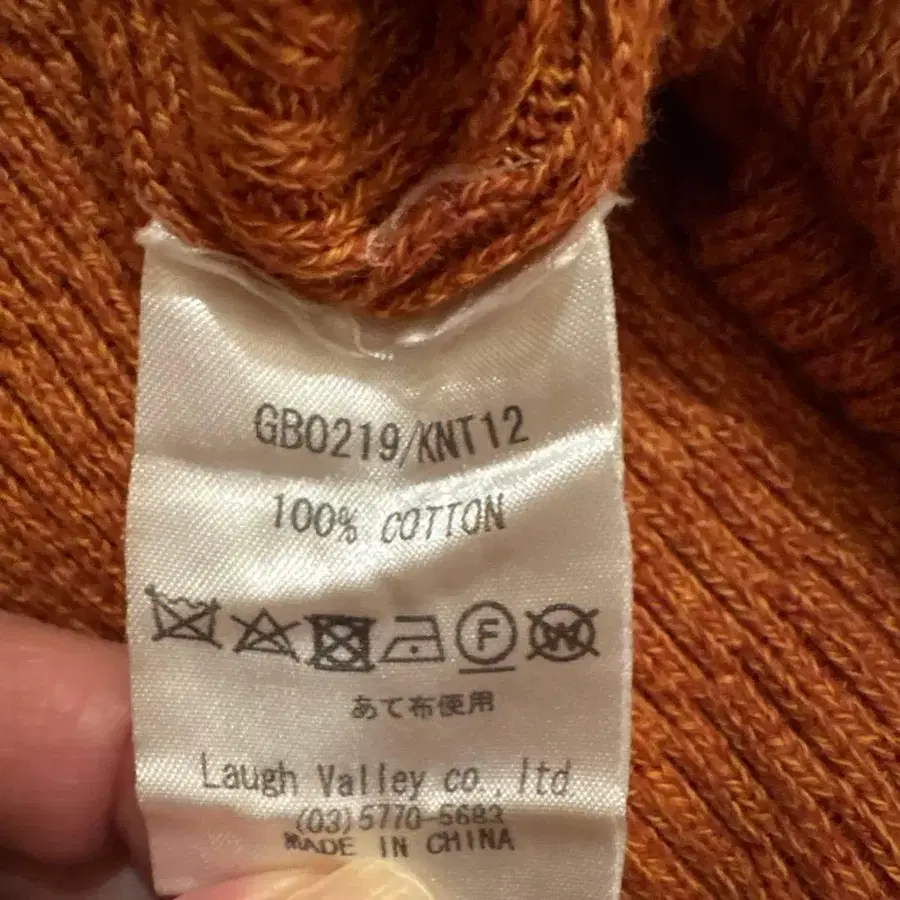 GB0219/KNT12
100% COTTON
F W
あて布使用
Laugh Valley co.,ltd
(03)5770-5683
MADE IN CHINA